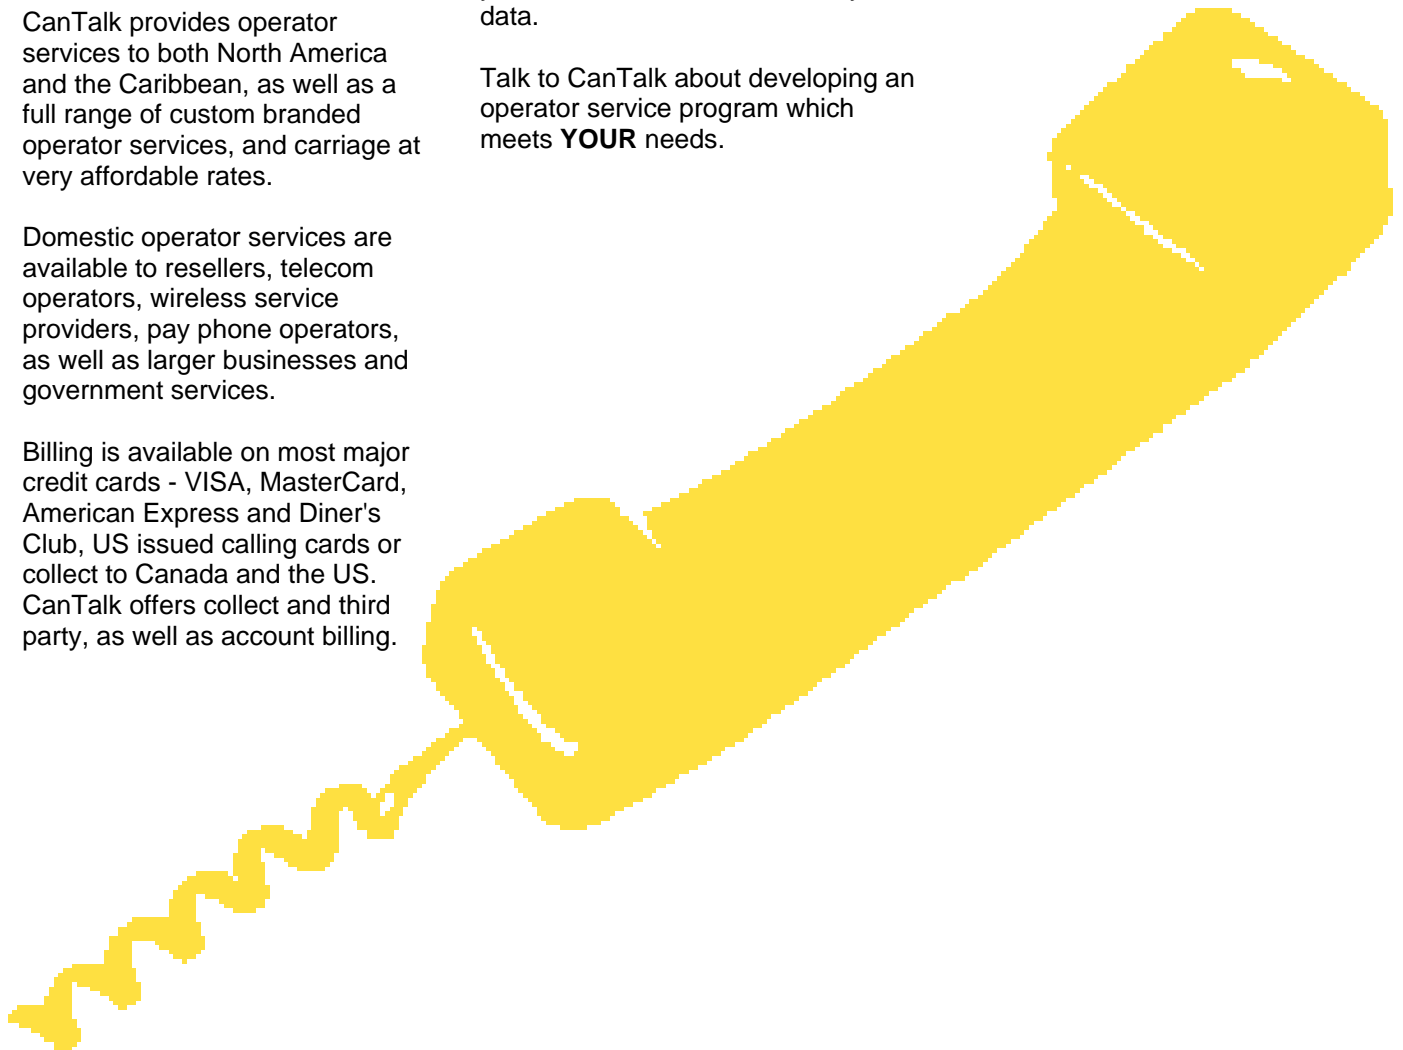 CanTalk provides operator
services to both North America
and the Caribbean, as well as a
full range of custom branded
operator services, and carriage at
very affordable rates.
Domestic operator services are
available to resellers, telecom
operators, wireless service
providers, pay phone operators,
as well as larger businesses and
government services.
Billing is available on most major
credit cards - VISA, MasterCard,
American Express and Diner's
Club, US issued calling cards or
collect to Canada and the US.
CanTalk offers collect and third
party, as well as account billing.
data.
Talk to CanTalk about developing an
operator service program which
meets YOUR needs.